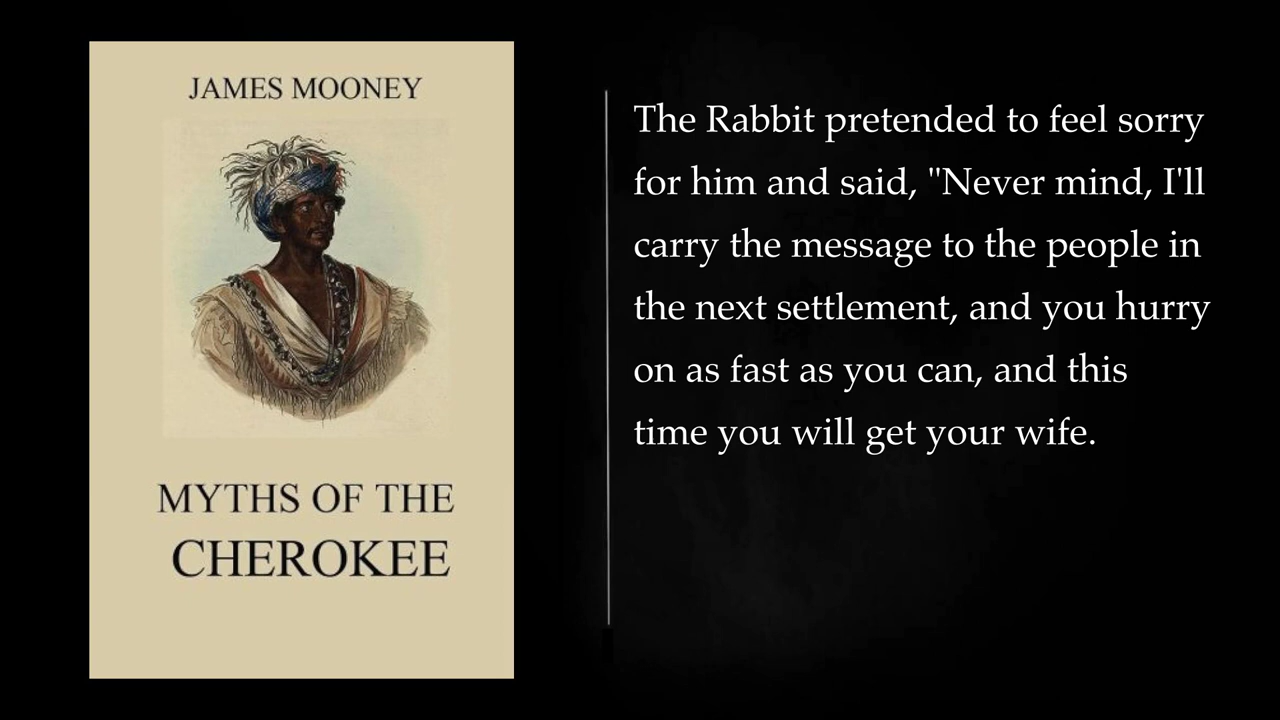 JAMES MOONEY
MYTHS OF THE
CHEROKEE
The Rabbit pretended to feel sorry
for him and said, "Never mind, I'll
carry the message to the people in
the next settlement, and you hurry
on as fast as you can, and this
time you will get your wife.